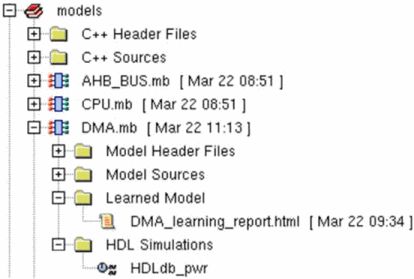 models
C++ Header Files
C++ Sources
AHB_BUS.mb [ Mar 22 08:51 ]
CPU.mb [ Mar 22 08:51 ]
DMA.mb [ Mar 22 11:13 ]
Model Header Files
Model Sources
Learned Model
DMA_learning_report.html [ Mar 22 09:34 ]
HDL Simulations
HDLdb_pwr